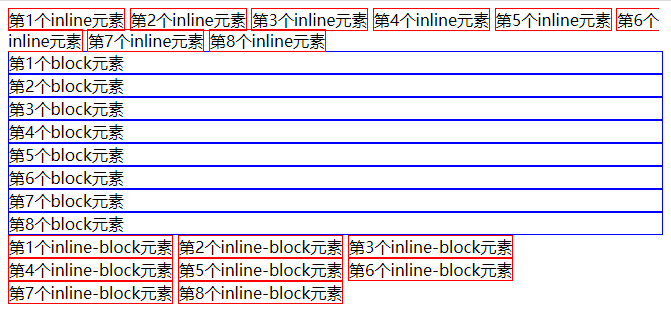 第1个inline元素 第2个inline元素 第3个inline元素 第4个inline元素 第5个inline元素 第6个
inline元素 第7个inline元素 第8个inline元素
第1个block元素
第2个block元素
第3个block元素
第4个block元素
第5个block元素
第6个block元素
第7个block元素
第8个block元素
第1个inline-block元素 第2个inline-block元素 第3个inline-block元素
第4个inline-block元素 第5个inline-block元素 第6个inline-block元素
第7个inline-block元素 第8个inline-block元素